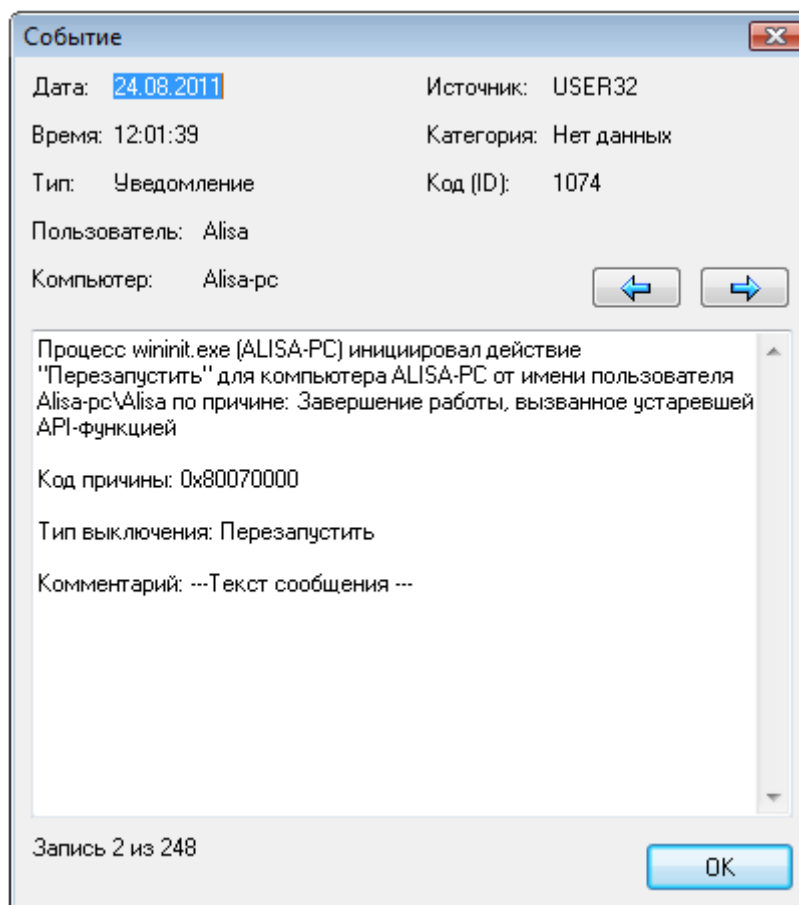 Событие
Дата: 24.08.2011 Источник: USER32
Время: 12:01:39 Категория: Нет данных
Тип: Уведомление Код (ID): 1074
Пользователь: Alisa
Компьютер: Alisa-pc
Процесс wininit.exe (ALISA-PC) инициировал действие
"Перезапустить" для компьютера ALISA-PC от имени пользователя
Alisa-pc\Alisa по причине: Завершение работы, вызванное устаревшей
API-функцией
Код причины: 0x80070000
Тип выключения: Перезапустить
Комментарий: ---Текст сообщения ---
Запись 2 из 248
OK